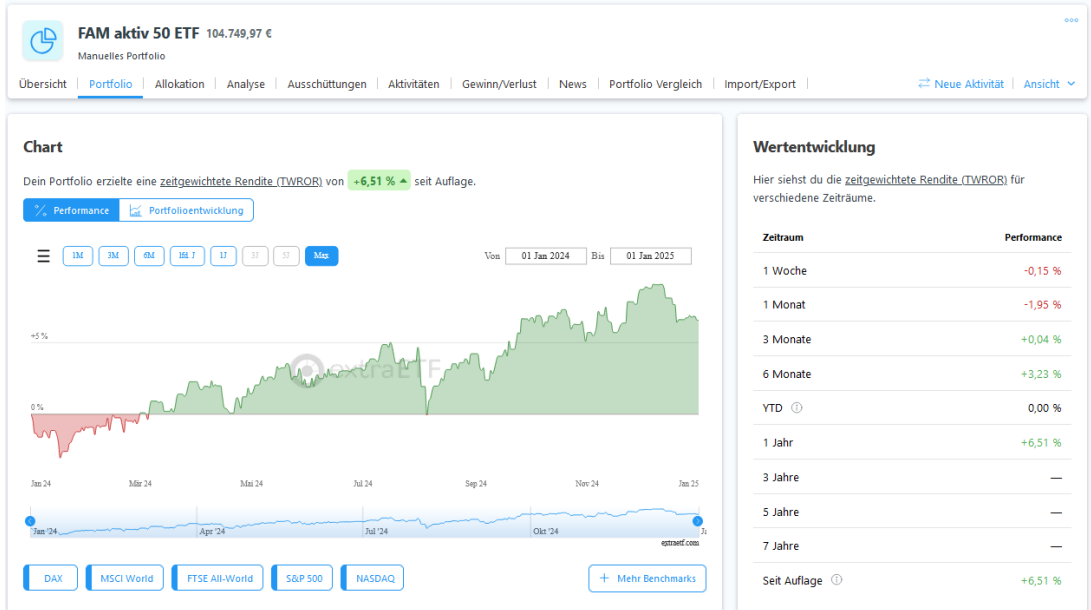 FAM aktiv 50 ETF 104.749,97 €
Manuelles Portfolio
Übersicht Portfolio Allokation Analyse Ausschüttungen Aktivitäten Gewinn/Verlust News Portfolio Vergleich Import/Export Neue Aktivität Ansicht
Chart
Dein Portfolio erzielte eine zeitgewichtete Rendite (TWROR) von +6,51 % seit Auflage.
Performance Portfolioentwicklung
1M 3M 6M lfd. J 1J 3J 5J Max Von 01 Jan 2024 Bis 01 Jan 2025
+5 %
extraETF
0 %
Jan 24 Mär 24 Mai 24 Jul 24 Sep 24 Nov 24 Jan 25
Jan '24 Apr '24 Jul '24 Okt '24
extraetf.com
DAX MSCI World FTSE All-World S&P 500 NASDAQ + Mehr Benchmarks
Wertentwicklung
Hier siehst du die zeitgewichtete Rendite (TWROR) für
verschiedene Zeiträume.
Zeitraum Performance
1 Woche -0,15 %
1 Monat -1,95 %
3 Monate +0,04 %
6 Monate +3,23 %
YTD 0,00 %
1 Jahr +6,51 %
3 Jahre —
5 Jahre —
7 Jahre —
Seit Auflage +6,51 %